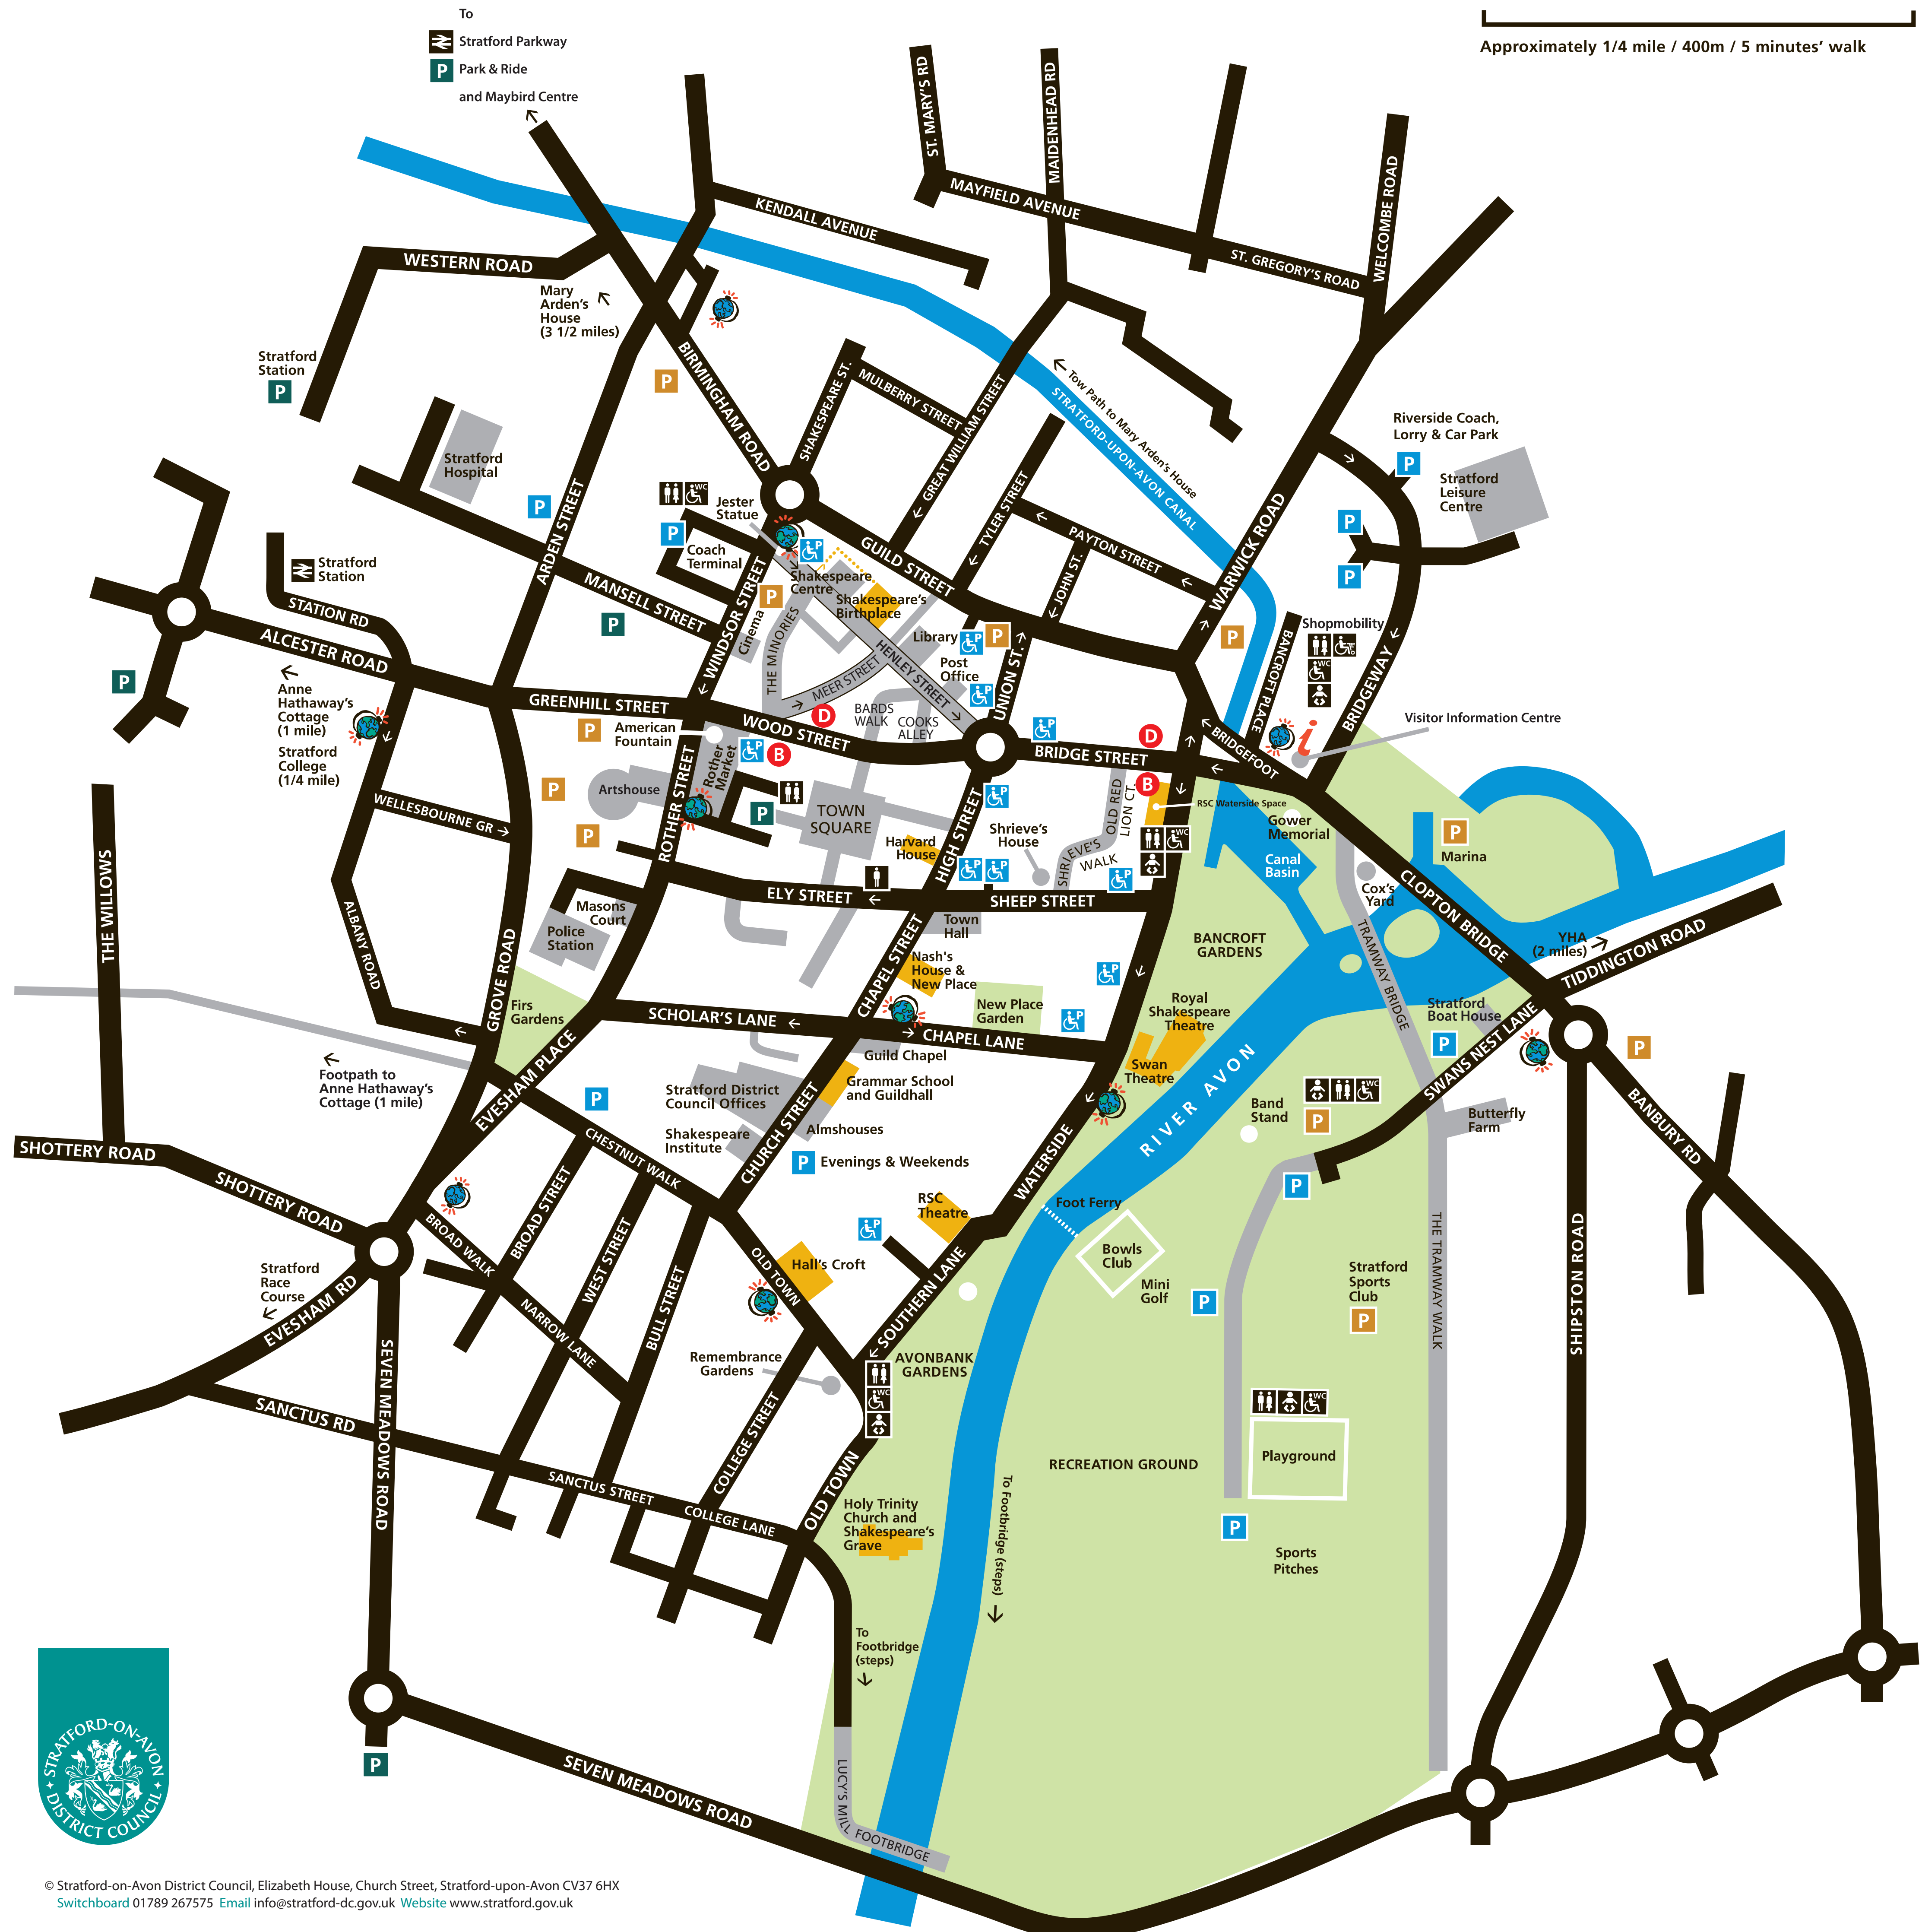 To
Stratford Parkway
P
Park & Ride
and Maybird Centre
Approximately 1/4 mile / 400m / 5 minutes' walk
ST. MARY'S RD
MAIDENHEAD RD
MAYFIELD AVENUE
KENDALL AVENUE
ST. GREGORY'S ROAD
WELCOMBE ROAD
WESTERN ROAD
Mary
Arden's
House
(3 1/2 miles)
Stratford
Station
P
P
BIRMINGHAM ROAD
SHAKESPEARE ST.
MULBERRY STREET
GREAT WILLIAM STREET
Tow Path to Mary Arden's House
STRATFORD-UPON-AVON CANAL
Riverside Coach,
Lorry & Car Park
P
Stratford
Leisure
Centre
P
P
Stratford
Hospital
P
ARDEN STREET
WC
Jester
Statue
P
Coach
Terminal
P
GUILD STREET
TYLER STREET
PAYTON STREET
JOHN ST.
WARWICK ROAD
Stratford
Station
STATION RD
ALCESTER ROAD
MANSELL STREET
P
WINDSOR STREET
P
Cinema
THE MINORIES
Shakespeare
Centre
Shakespeare's
Birthplace
Library
P
P
Post
Office
P
HENLEY STREET
MEER STREET
UNION ST.
P
BANCROFT PLACE
Shopmobility
WC
BRIDGEWAY
Visitor Information Centre
i
P
Anne
Hathaway's
Cottage
(1 mile)
Stratford
College
(1/4 mile)
GREENHILL STREET
P
American
Fountain
WOOD STREET
D
BARDS
WALK
COOKS
ALLEY
P
B
P
BRIDGE STREET
D
B
BRIDGEFOOT
RSC Waterside Space
Gower
Memorial
Canal
Basin
P
Marina
P
Artshouse
Rother
Market
ROTHER STREET
P
TOWN
SQUARE
P
HIGH STREET
Shrieve's
House
OLD RED
LION CT.
SHRIEVE'S
WALK
WC
P
WELLESBOURNE GR
P
Harvard
House
P
P
ELY STREET
SHEEP STREET
Cox's
Yard
CLOPTON BRIDGE
THE WILLOWS
ALBANY ROAD
GROVE ROAD
Masons
Court
Police
Station
Town
Hall
CHAPEL STREET
Nash's
House &
New Place
BANCROFT
GARDENS
TRAMWAY BRIDGE
YHA
(2 miles)
TIDDINGTON ROAD
P
Firs
Gardens
SCHOLAR'S LANE
CHAPEL LANE
New Place
Garden
P
Royal
Shakespeare
Theatre
Swan
Theatre
Stratford
Boat House
P
SWANS NEST LANE
P
Guild Chapel
Footpath to
Anne Hathaway's
Cottage (1 mile)
EVESHAM PLACE
P
Stratford District
Council Offices
Grammar School
and Guildhall
RIVER AVON
Band
Stand
WC
P
Butterfly
Farm
BANBURY RD
Shakespeare
Institute
CHURCH STREET
Almshouses
P
Evenings & Weekends
WATERSIDE
SHOTTERY ROAD
SHOTTERY ROAD
CHESTNUT WALK
P
BROAD WALK
BROAD STREET
WEST STREET
BULL STREET
RSC
Theatre
P
Foot Ferry
Bowls
Club
Mini
Golf
P
Stratford
Sports
Club
P
THE TRAMWAY WALK
SHIPSTON ROAD
Stratford
Race
Course
EVESHAM RD
NARROW LANE
OLD TOWN
Hall's Croft
SOUTHERN LANE
Remembrance
Gardens
AVONBANK
GARDENS
WC
SEVEN MEADOWS ROAD
SANCTUS RD
SANCTUS STREET
COLLEGE STREET
COLLEGE LANE
OLD TOWN
RECREATION GROUND
WC
Playground
P
Sports
Pitches
Holy Trinity
Church and
Shakespeare's
Grave
To Footbridge (steps)
To
Footbridge
(steps)
P
SEVEN MEADOWS ROAD
LUCY'S MILL FOOTBRIDGE
STRATFORD-ON-AVON
DISTRICT COUNCIL
© Stratford-on-Avon District Council, Elizabeth House, Church Street, Stratford-upon-Avon CV37 6HX
Switchboard 01789 267575 Email info@stratford-dc.gov.uk Website www.stratford.gov.uk